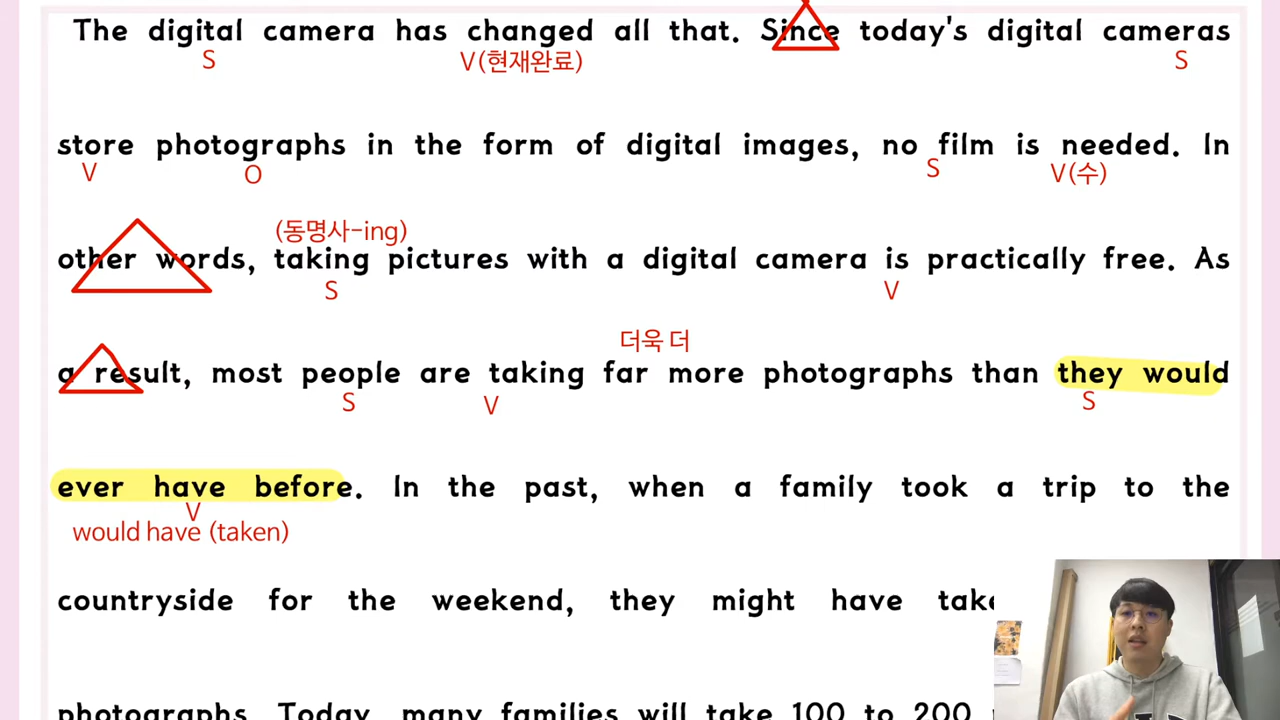 The digital camera has changed all that. Since today's digital cameras
S V(현재완료) S
store photographs in the form of digital images, no film is needed. In
V O S V(수)
(동명사-ing)
other words, taking pictures with a digital camera is practically free. As
S V
더욱 더
a result, most people are taking far more photographs than they would
S V S
ever have before. In the past, when a family took a trip to the
V
would have (taken)
countryside for the weekend, they might have
photographs. Today, many families will take 100 to 200